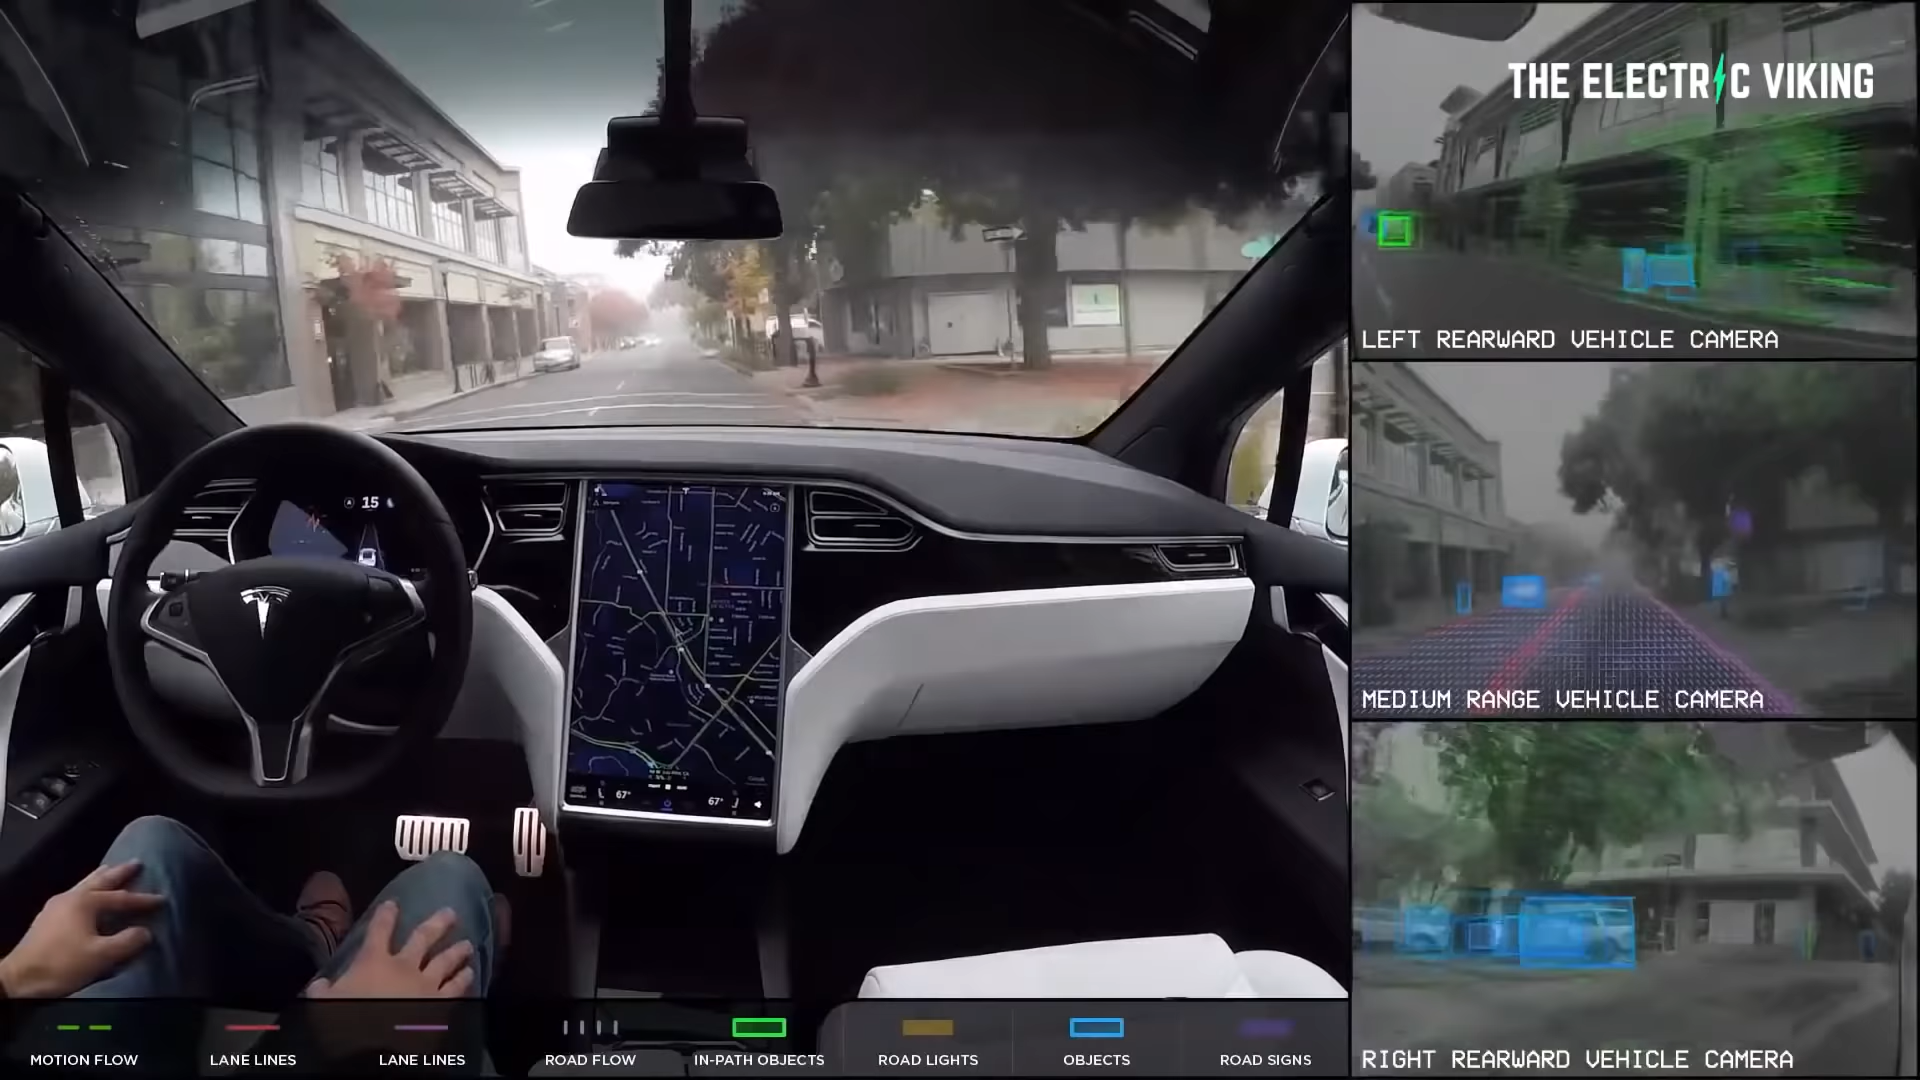 THE ELECTRIC VIKING
15
LEFT REARWARD VEHICLE CAMERA
MEDIUM RANGE VEHICLE CAMERA
67°
67°
RIGHT REARWARD VEHICLE CAMERA
MOTION FLOW
LANE LINES
LANE LINES
ROAD FLOW
IN-PATH OBJECTS
ROAD LIGHTS
OBJECTS
ROAD SIGNS